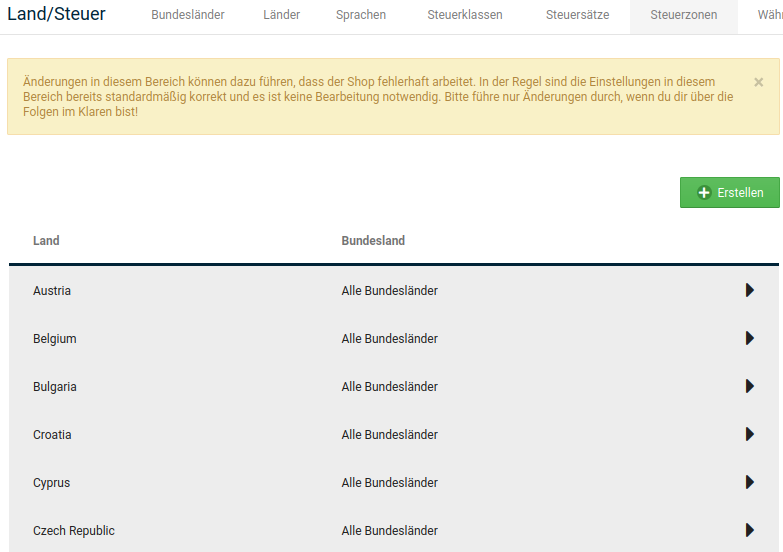 Land/Steuer Bundesländer Länder Sprachen Steuerklassen Steuersätze Steuerzonen
Änderungen in diesem Bereich können dazu führen, dass der Shop fehlerhaft arbeitet. In der Regel sind die Einstellungen in diesem
Bereich bereits standardmäßig korrekt und es ist keine Bearbeitung notwendig. Bitte führe nur Änderungen durch, wenn du dir über die
Folgen im Klaren bist!
Erstellen
Land Bundesland
Austria Alle Bundesländer
Belgium Alle Bundesländer
Bulgaria Alle Bundesländer
Croatia Alle Bundesländer
Cyprus Alle Bundesländer
Czech Republic Alle Bundesländer